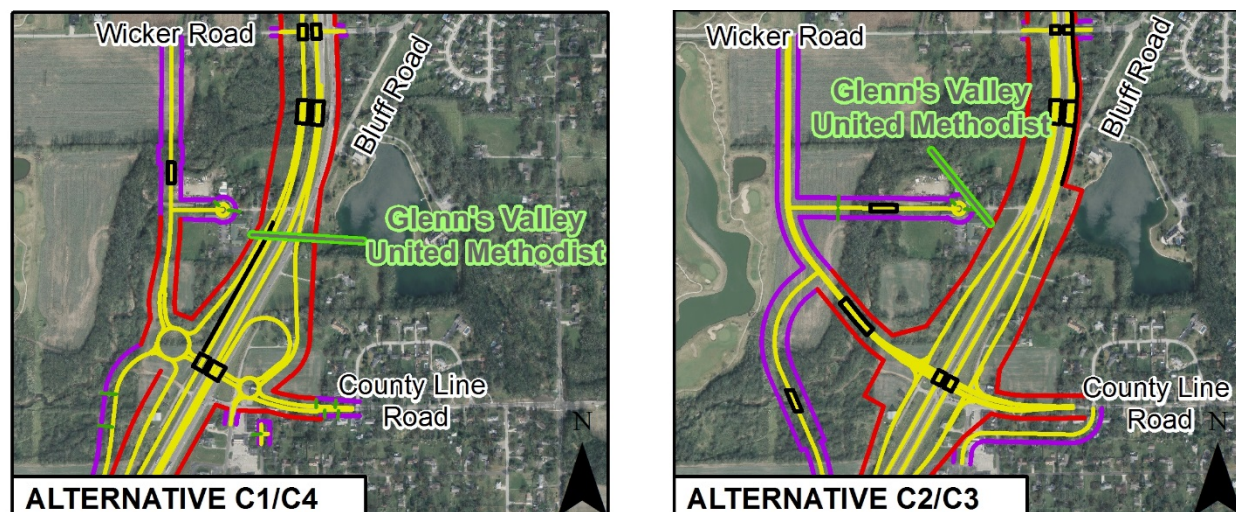 Wicker Road
Bluff Road
Glenn's Valley
United Methodist
County Line
Road
N
ALTERNATIVE C1/C4
Wicker Road
Glenn's Valley
United Methodist
Bluff Road
County Line
Road
N
ALTERNATIVE C2/C3